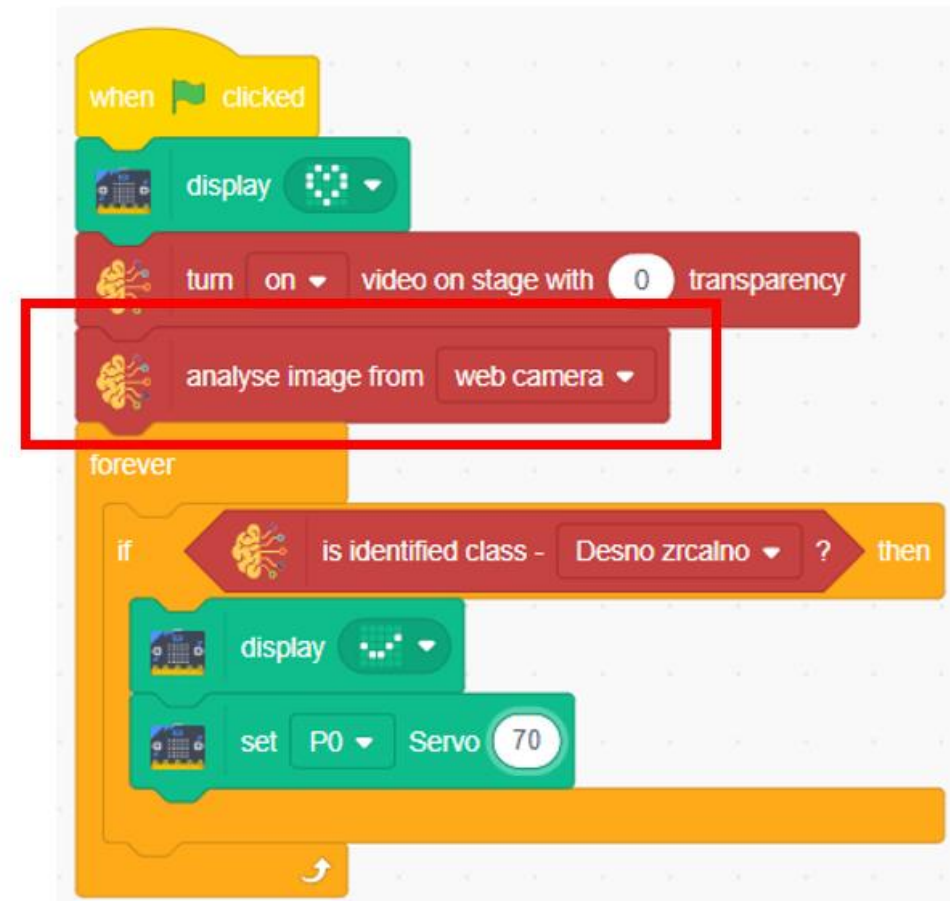 when clicked
display
turn on video on stage with 0 transparency
analyse image from web camera
forever
if is identified class - Desno zrcalno ? then
display
set P0 Servo 70